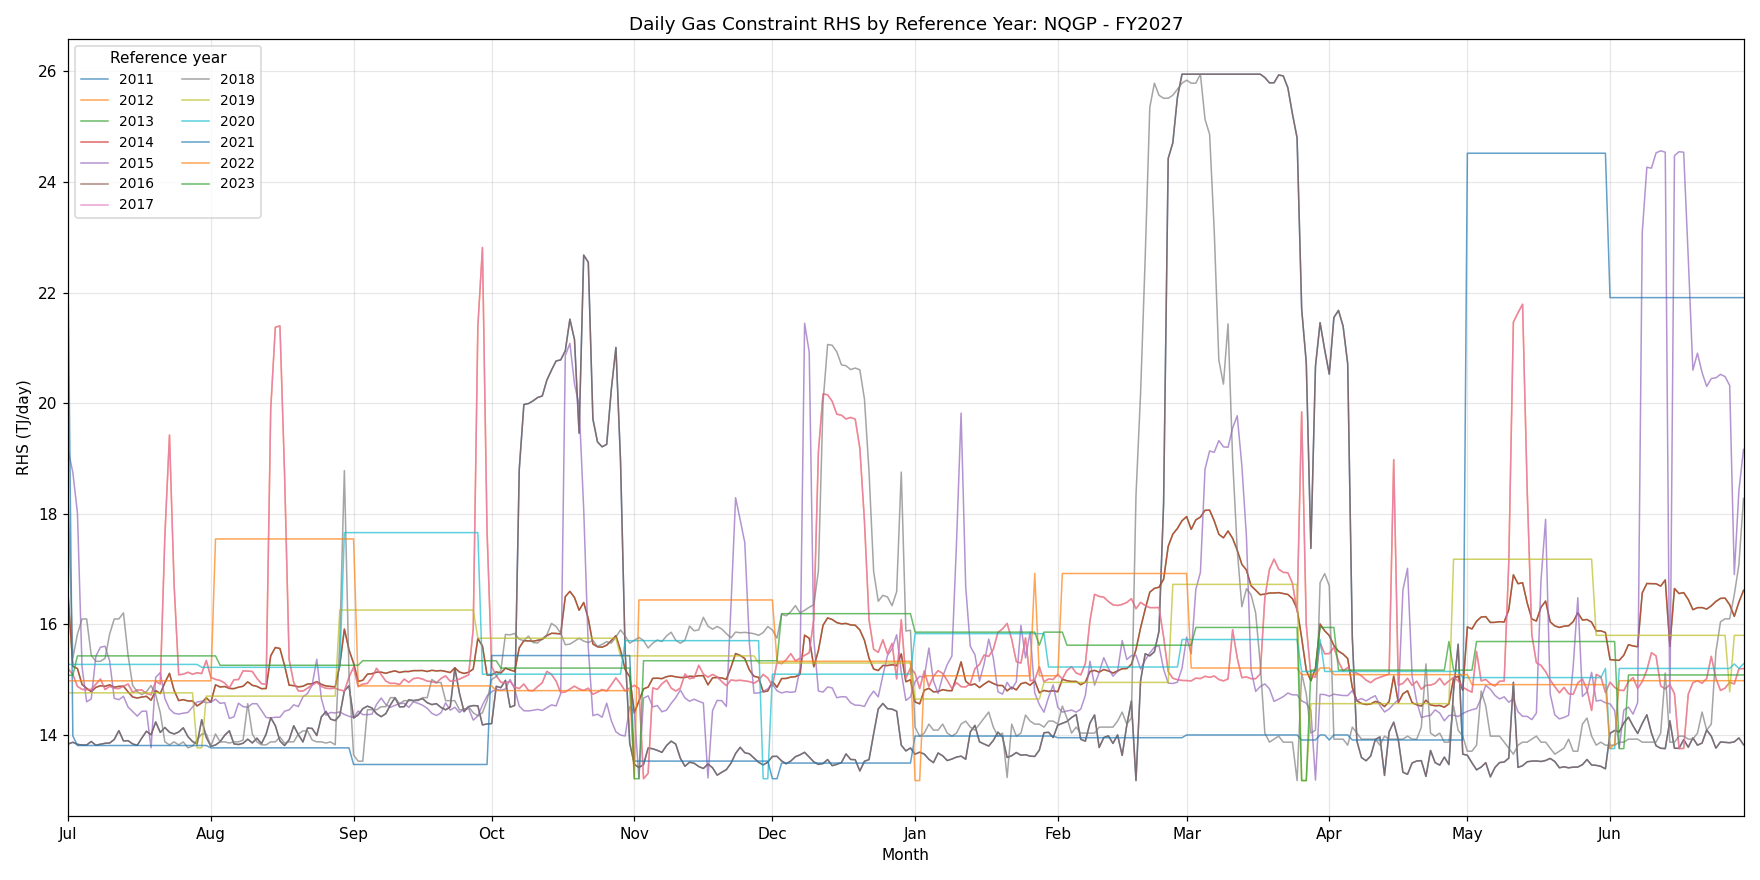 Daily Gas Constraint RHS by Reference Year: NQGP - FY2027
Reference year
2011 2018
2012 2019
2013 2020
2014 2021
2015 2022
2016 2023
2017
RHS (TJ/day)
26
24
22
20
18
16
14
Jul Aug Sep Oct Nov Dec Jan Feb Mar Apr May Jun
Month